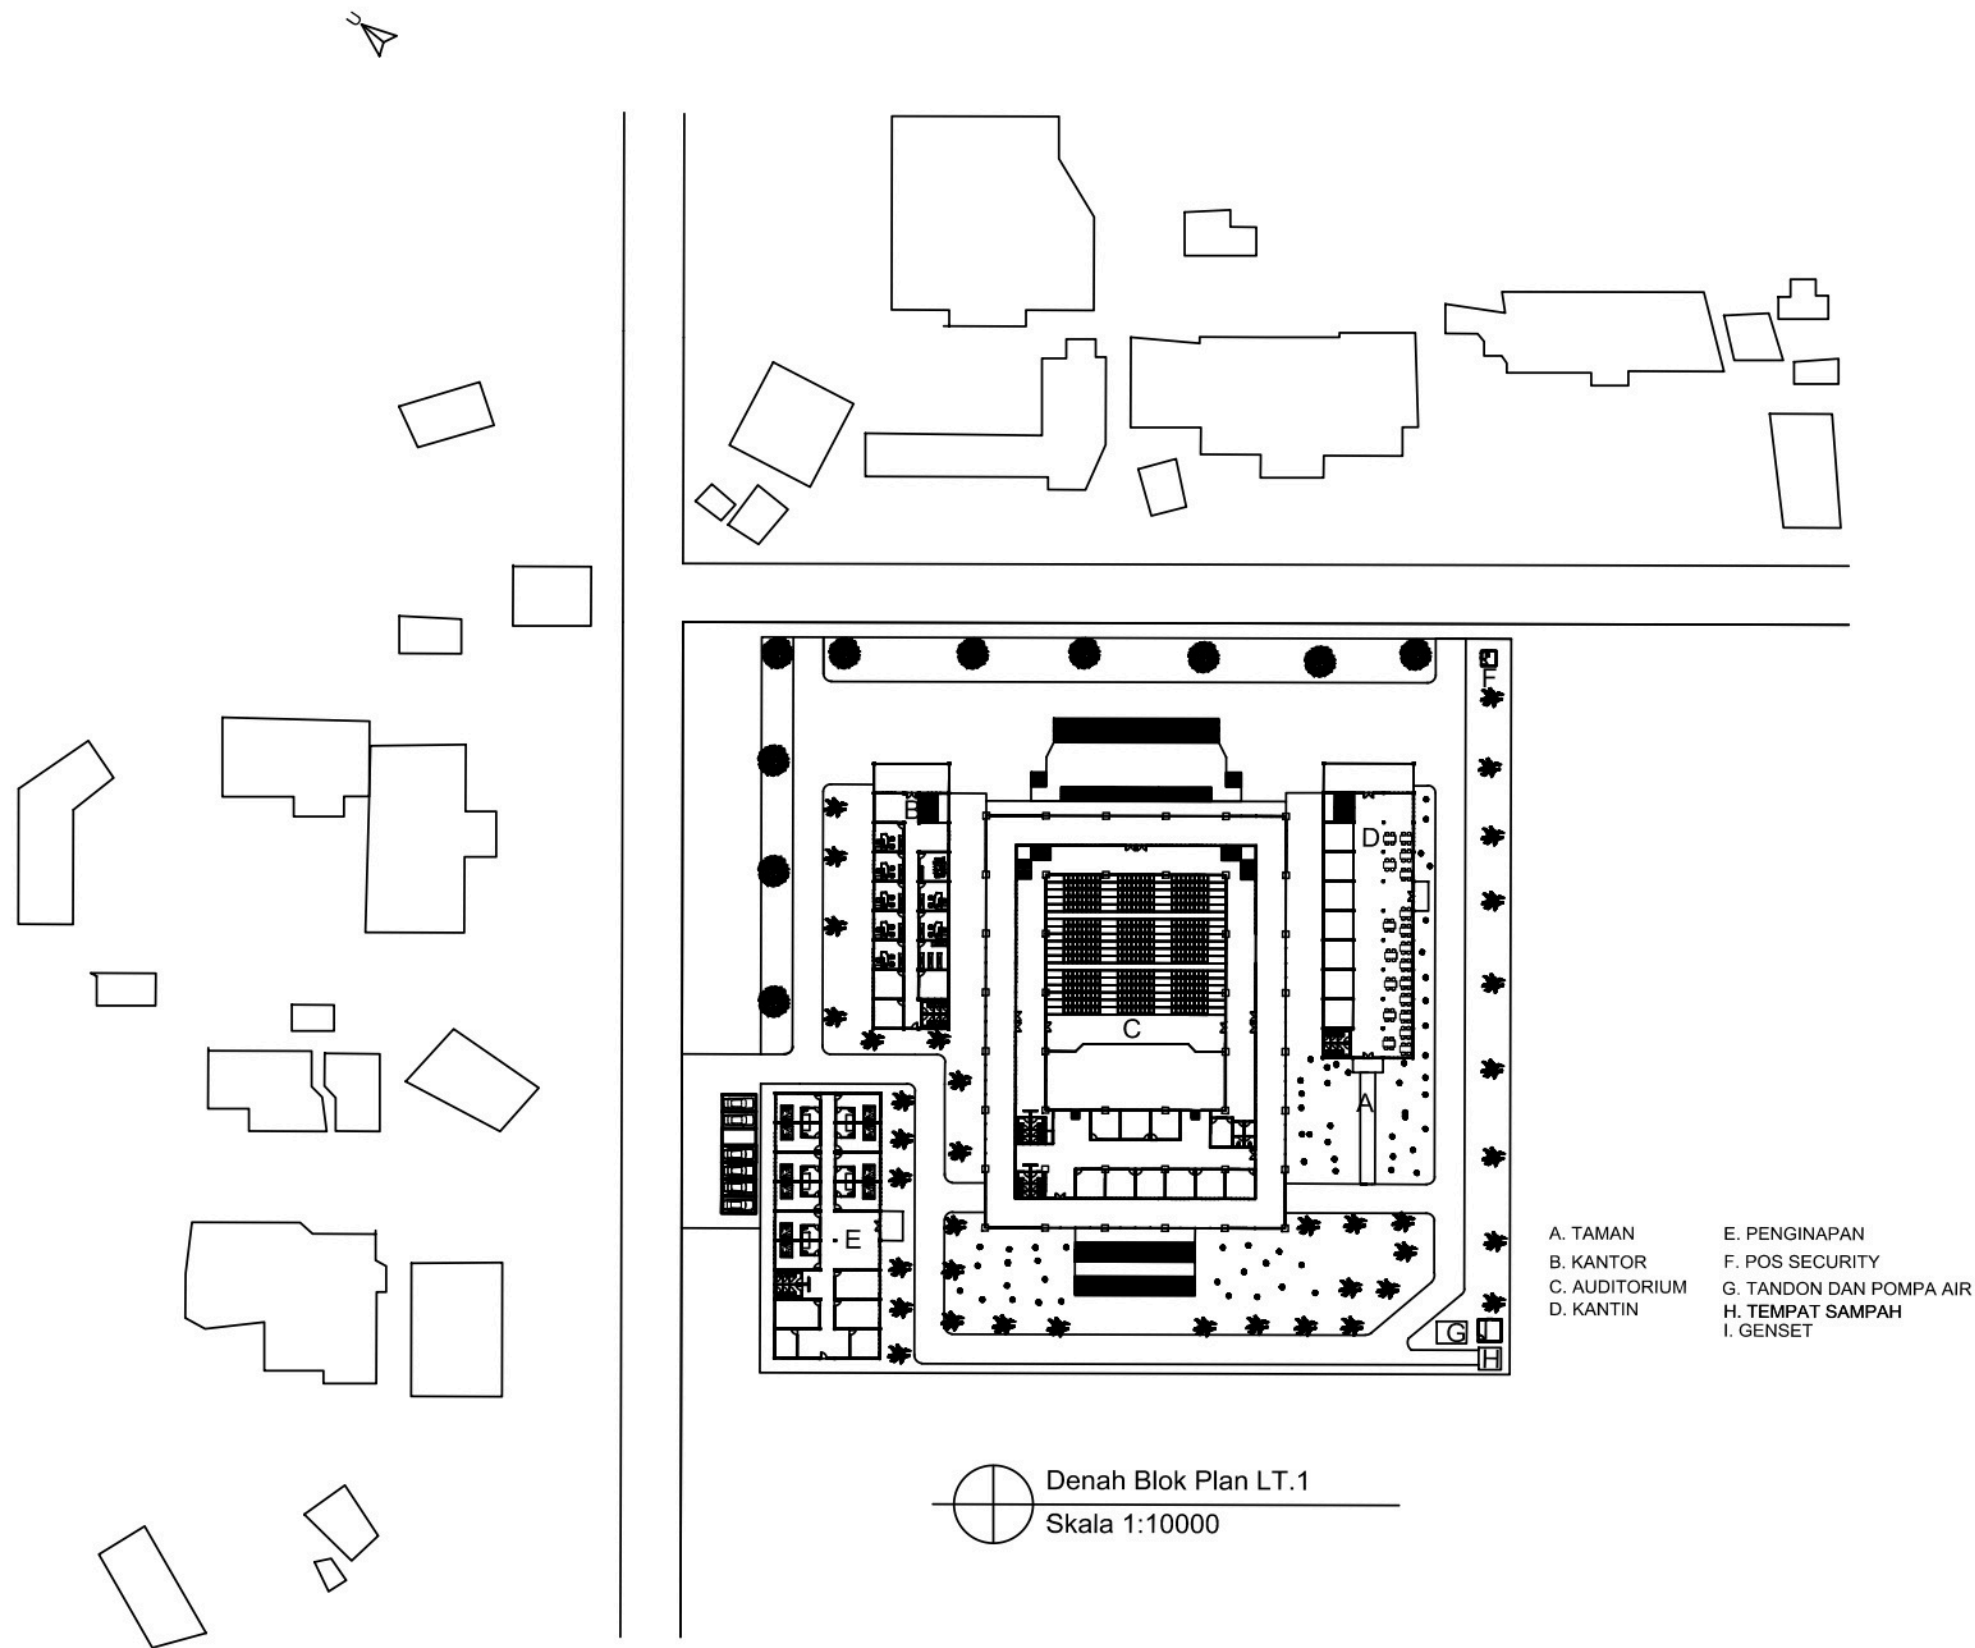 U
F
B
D
C
A
E
G
H
A. TAMAN
B. KANTOR
C. AUDITORIUM
D. KANTIN
E. PENGINAPAN
F. POS SECURITY
G. TANDON DAN POMPA AIR
H. TEMPAT SAMPAH
I. GENSET
Denah Blok Plan LT.1
Skala 1:10000